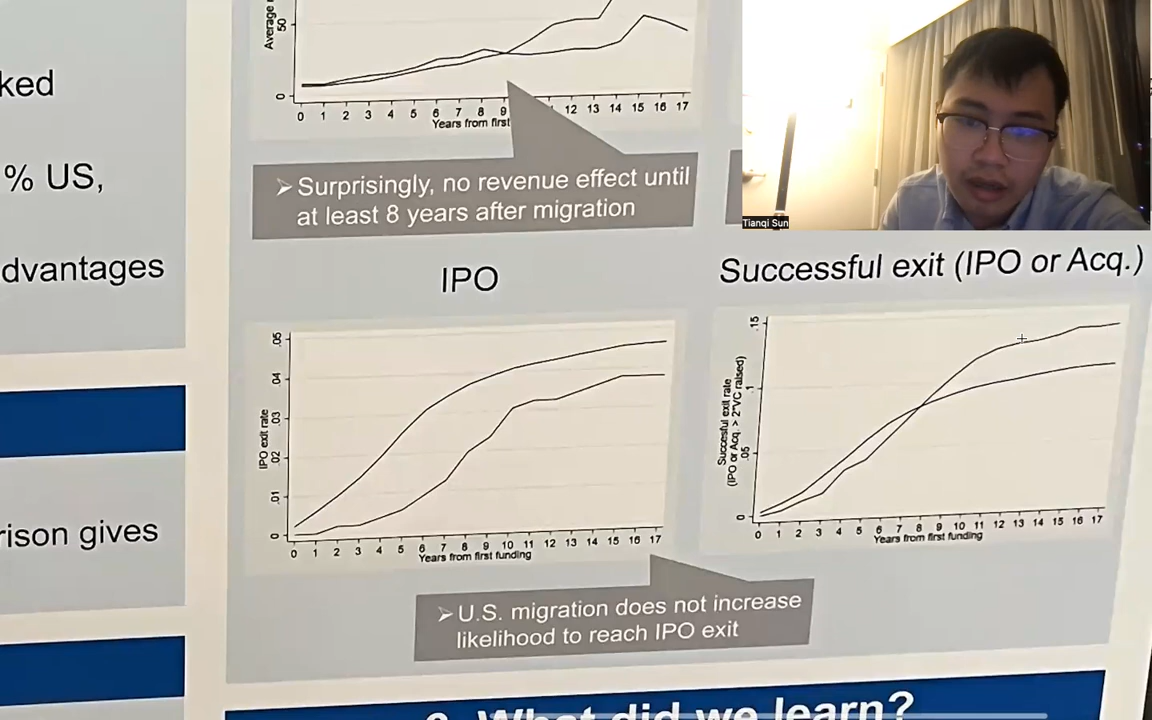 ked
% US,
dvantages
rison gives
50
0
0 1 2 3 4 5 6 7 8 9 12 13 14 15 16 17
Years from first
➢ Surprisingly, no revenue effect until
at least 8 years after migration
Tianqi Sun
IPO
IPO exit rate
.05
.04
.03
.02
.01
0
0 1 2 3 4 5 6 7 8 9 10 11 12 13 14 15 16 17
Years from first funding
Successful exit (IPO or Acq.)
Succesful exit rate
(IPO or Acq. > 2*VC raised)
.15
.1
.05
0
0 1 2 3 4 5 6 7 8 9 10 11 12 13 14 15 16 17
Years from first funding
➢ U.S. migration does not increase
likelihood to reach IPO exit
What did we learn?